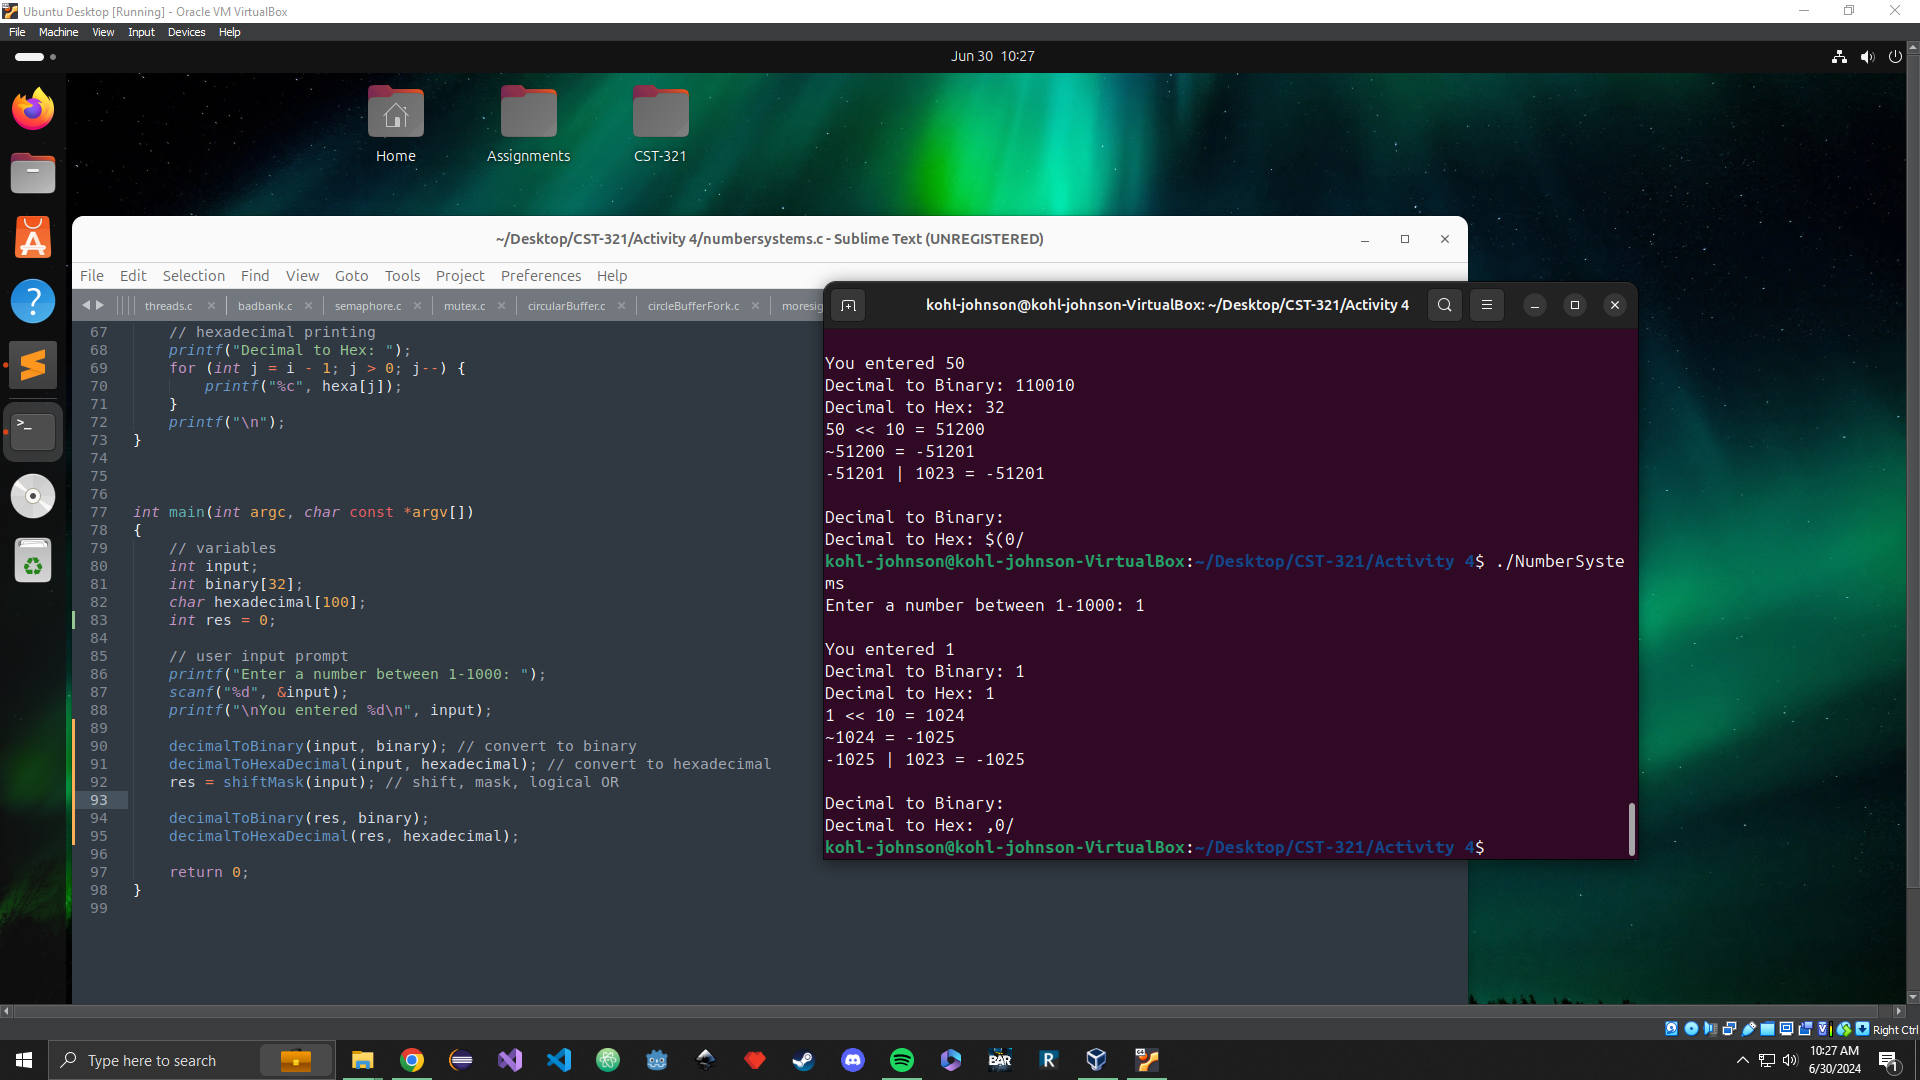 Ubuntu Desktop [Running] - Oracle VM VirtualBox
File Machine View Input Devices Help
Jun 30 10:27
Home Assignments CST-321
~/Desktop/CST-321/Activity 4/numbersystems.c - Sublime Text (UNREGISTERED)
File Edit Selection Find View Goto Tools Project Preferences Help
threads.c badbank.c semaphore.c mutex.c circularBuffer.c circleBufferFork.c moresig
67 // hexadecimal printing
68 printf("Decimal to Hex: ");
69 for (int j = i - 1; j > 0; j--) {
70 printf("%c", hexa[j]);
71 }
72 printf("\n");
73 }
74
75
76
77 int main(int argc, char const *argv[])
78 {
79 // variables
80 int input;
81 int binary[32];
82 char hexadecimal[100];
83 int res = 0;
84
85 // user input prompt
86 printf("Enter a number between 1-1000: ");
87 scanf("%d", &input);
88 printf("\nYou entered %d\n", input);
89
90 decimalToBinary(input, binary); // convert to binary
91 decimalToHexaDecimal(input, hexadecimal); // convert to hexadecimal
92 res = shiftMask(input); // shift, mask, logical OR
93
94 decimalToBinary(res, binary);
95 decimalToHexaDecimal(res, hexadecimal);
96
97 return 0;
98 }
99
kohl-johnson@kohl-johnson-VirtualBox: ~/Desktop/CST-321/Activity 4
You entered 50
Decimal to Binary: 110010
Decimal to Hex: 32
50 << 10 = 51200
~51200 = -51201
-51201 | 1023 = -51201
Decimal to Binary:
Decimal to Hex: $(0/
kohl-johnson@kohl-johnson-VirtualBox:~/Desktop/CST-321/Activity 4$ ./NumberSyste
ms
Enter a number between 1-1000: 1
You entered 1
Decimal to Binary: 1
Decimal to Hex: 1
1 << 10 = 1024
~1024 = -1025
-1025 | 1023 = -1025
Decimal to Binary:
Decimal to Hex: ,0/
kohl-johnson@kohl-johnson-VirtualBox:~/Desktop/CST-321/Activity 4$
Right Ctrl
Type here to search
BAR
R
10:27 AM
6/30/2024
1